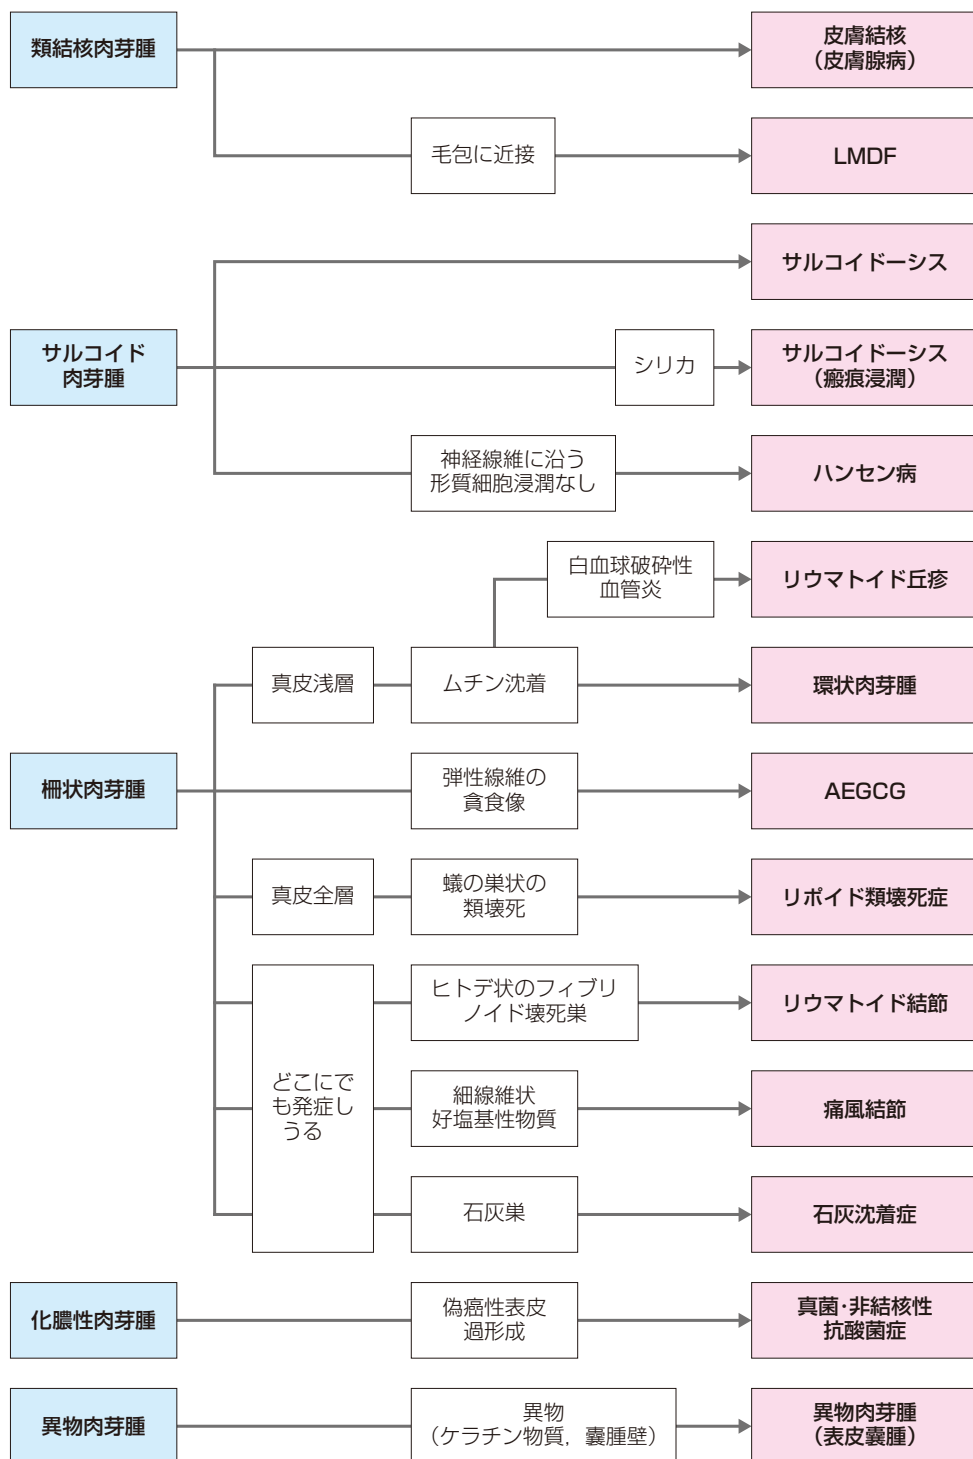 類結核肉芽腫
皮膚結核
（皮膚腺病）
毛包に近接
LMDF
サルコイドーシス
サルコイド
肉芽腫
シリカ
サルコイドーシス
（瘢痕浸潤）
神経線維に沿う
形質細胞浸潤なし
ハンセン病
白血球破砕性
血管炎
リウマトイド丘疹
真皮浅層
ムチン沈着
環状肉芽腫
柵状肉芽腫
弾性線維の
貪食像
AEGCG
真皮全層
蟻の巣状の
類壊死
リポイド類壊死症
ヒトデ状のフィブリ
ノイド壊死巣
リウマトイド結節
どこにで
も発症し
うる
細線維状
好塩基性物質
痛風結節
石灰巣
石灰沈着症
化膿性肉芽腫
偽癌性表皮
過形成
真菌・非結核性
抗酸菌症
異物肉芽腫
異物
（ケラチン物質，嚢腫壁）
異物肉芽腫
（表皮嚢腫）